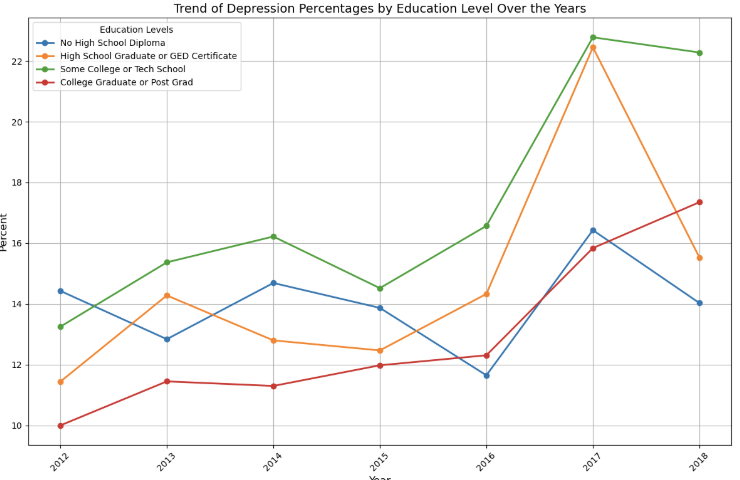 Trend of Depression Percentages by Education Level Over the Years
Education Levels
No High School Diploma
High School Graduate or GED Certificate
Some College or Tech School
College Graduate or Post Grad
22
20
18
16
14
12
10
Percent
2012
2013
2014
2015
2016
2017
2018
Year